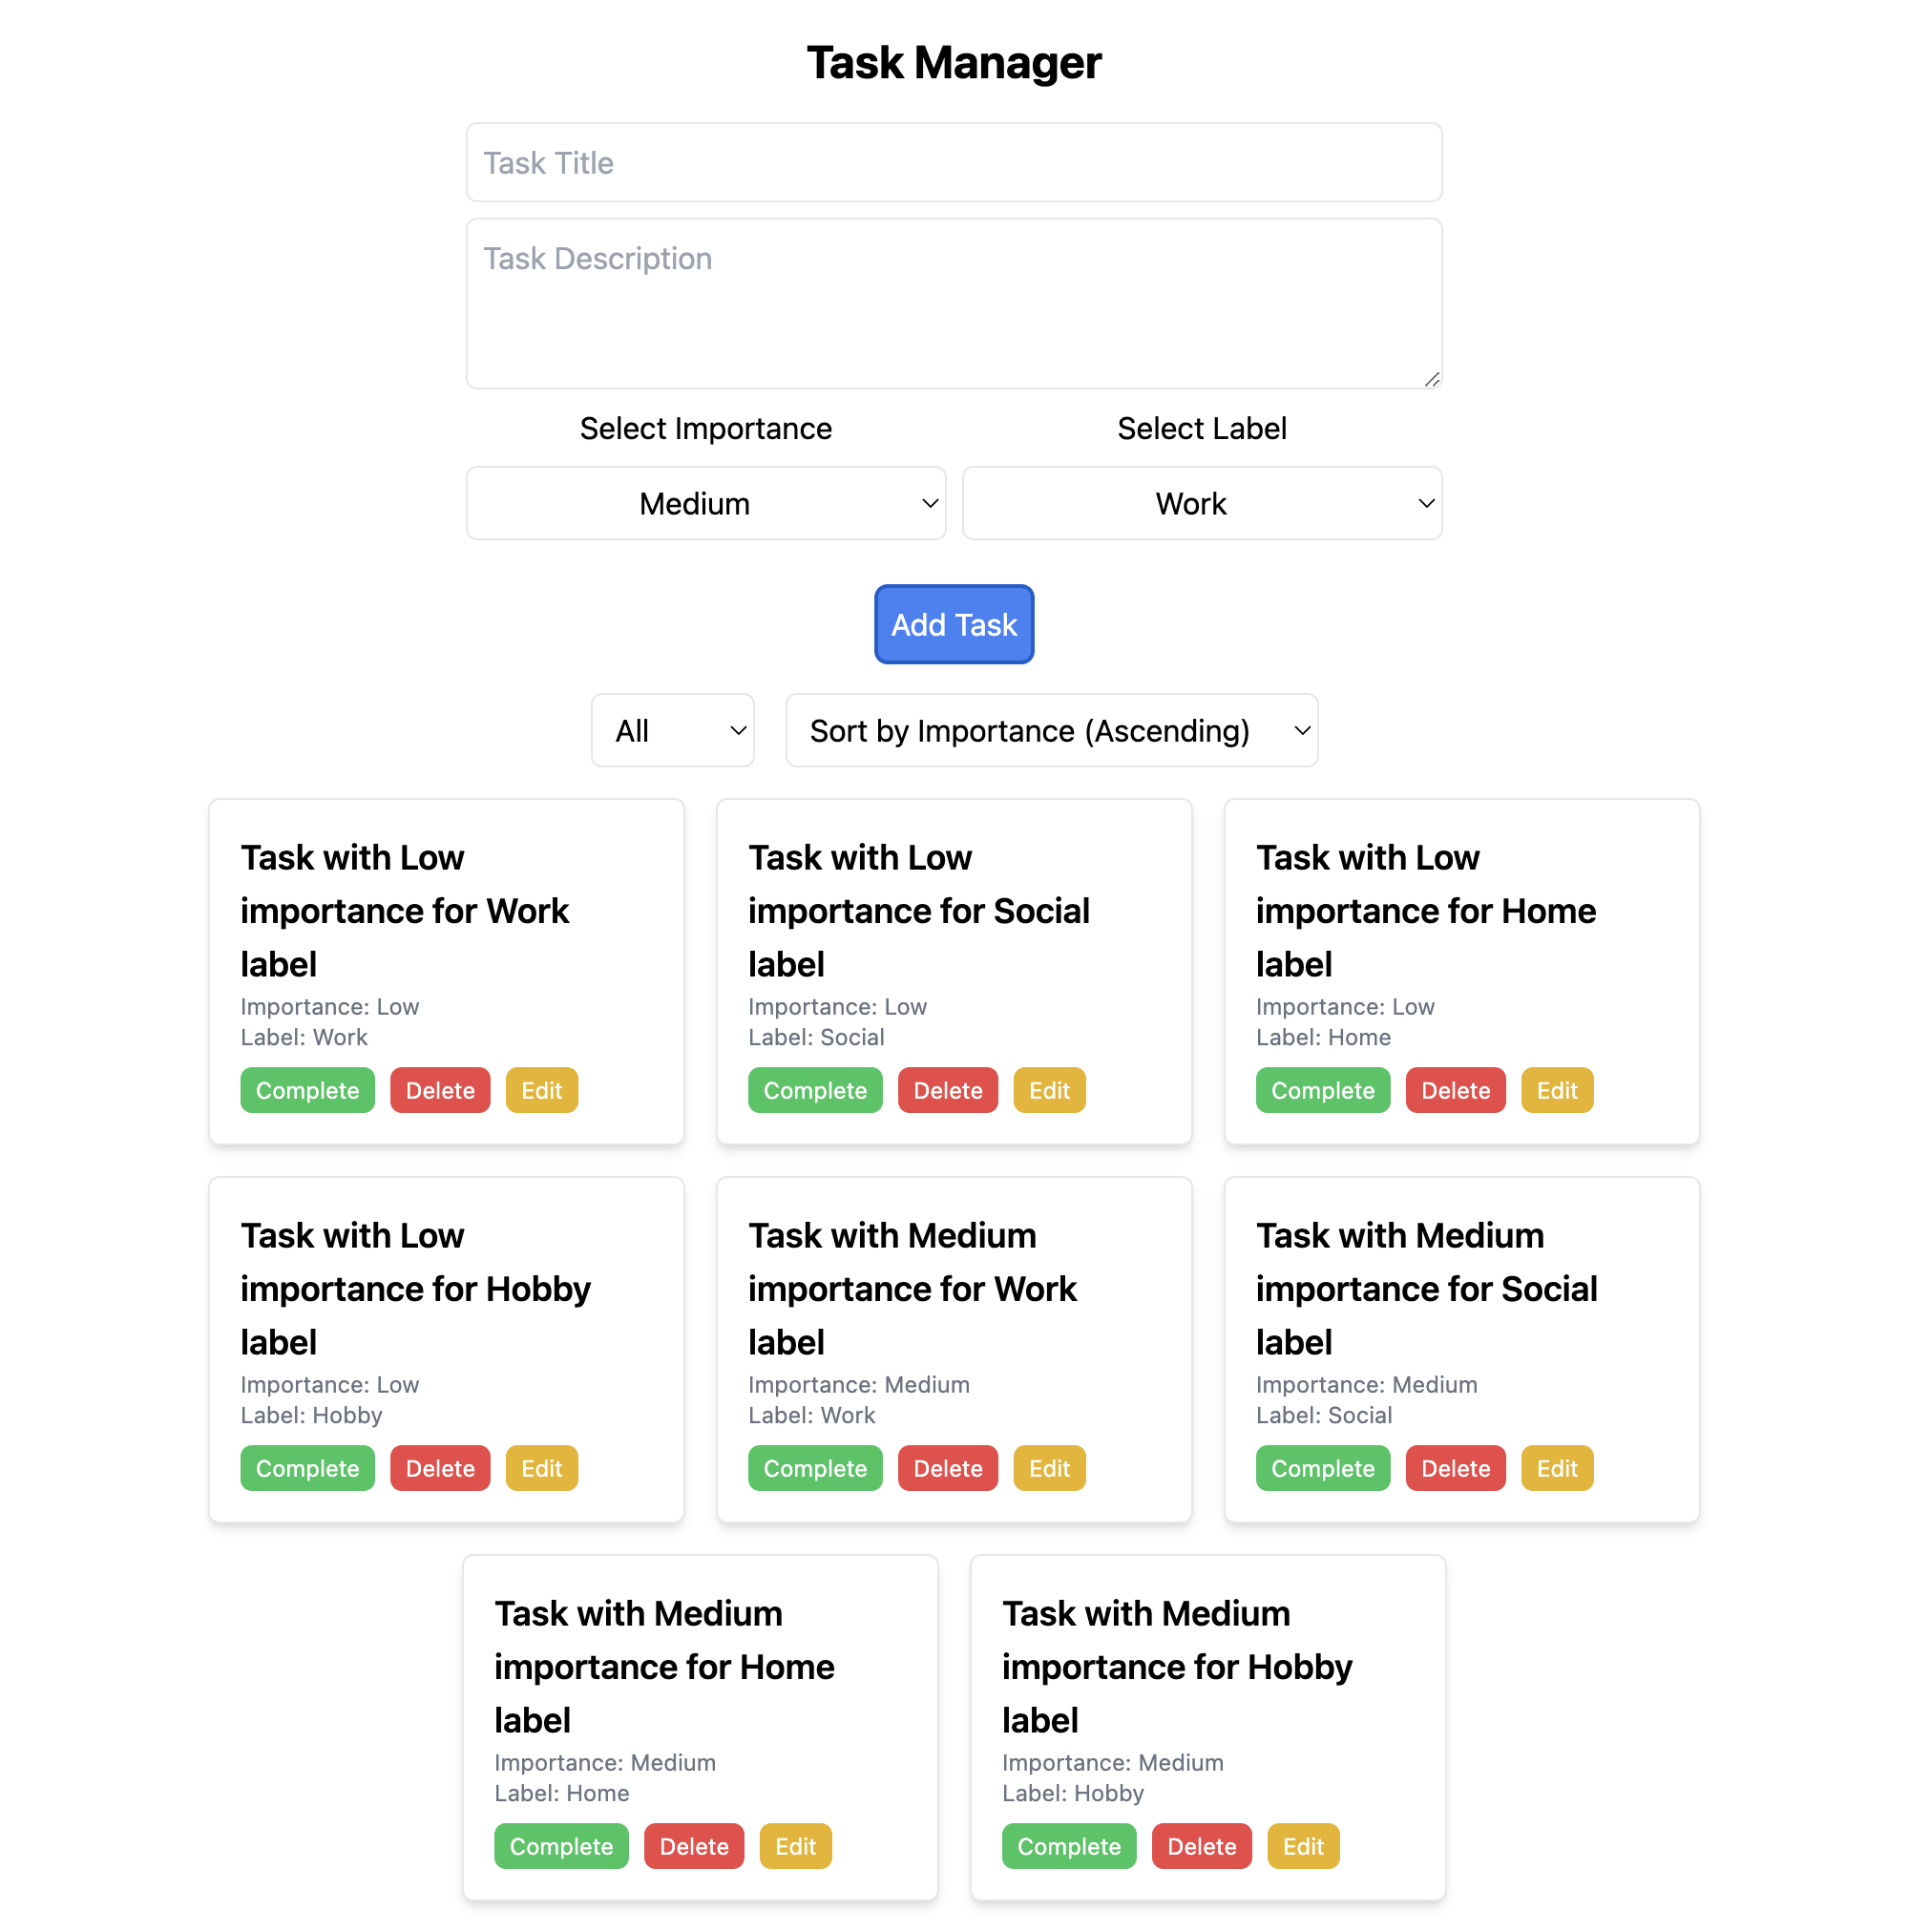 Task Manager
Task Title
Task Description
Select Importance
Select Label
Medium
Work
Add Task
All
Sort by Importance (Ascending)
Task with Low
importance for Work
label
Importance: Low
Label: Work
Complete
Delete
Edit
Task with Low
importance for Social
label
Importance: Low
Label: Social
Complete
Delete
Edit
Task with Low
importance for Home
label
Importance: Low
Label: Home
Complete
Delete
Edit
Task with Low
importance for Hobby
label
Importance: Low
Label: Hobby
Complete
Delete
Edit
Task with Medium
importance for Work
label
Importance: Medium
Label: Work
Complete
Delete
Edit
Task with Medium
importance for Social
label
Importance: Medium
Label: Social
Complete
Delete
Edit
Task with Medium
importance for Home
label
Importance: Medium
Label: Home
Complete
Delete
Edit
Task with Medium
importance for Hobby
label
Importance: Medium
Label: Hobby
Complete
Delete
Edit